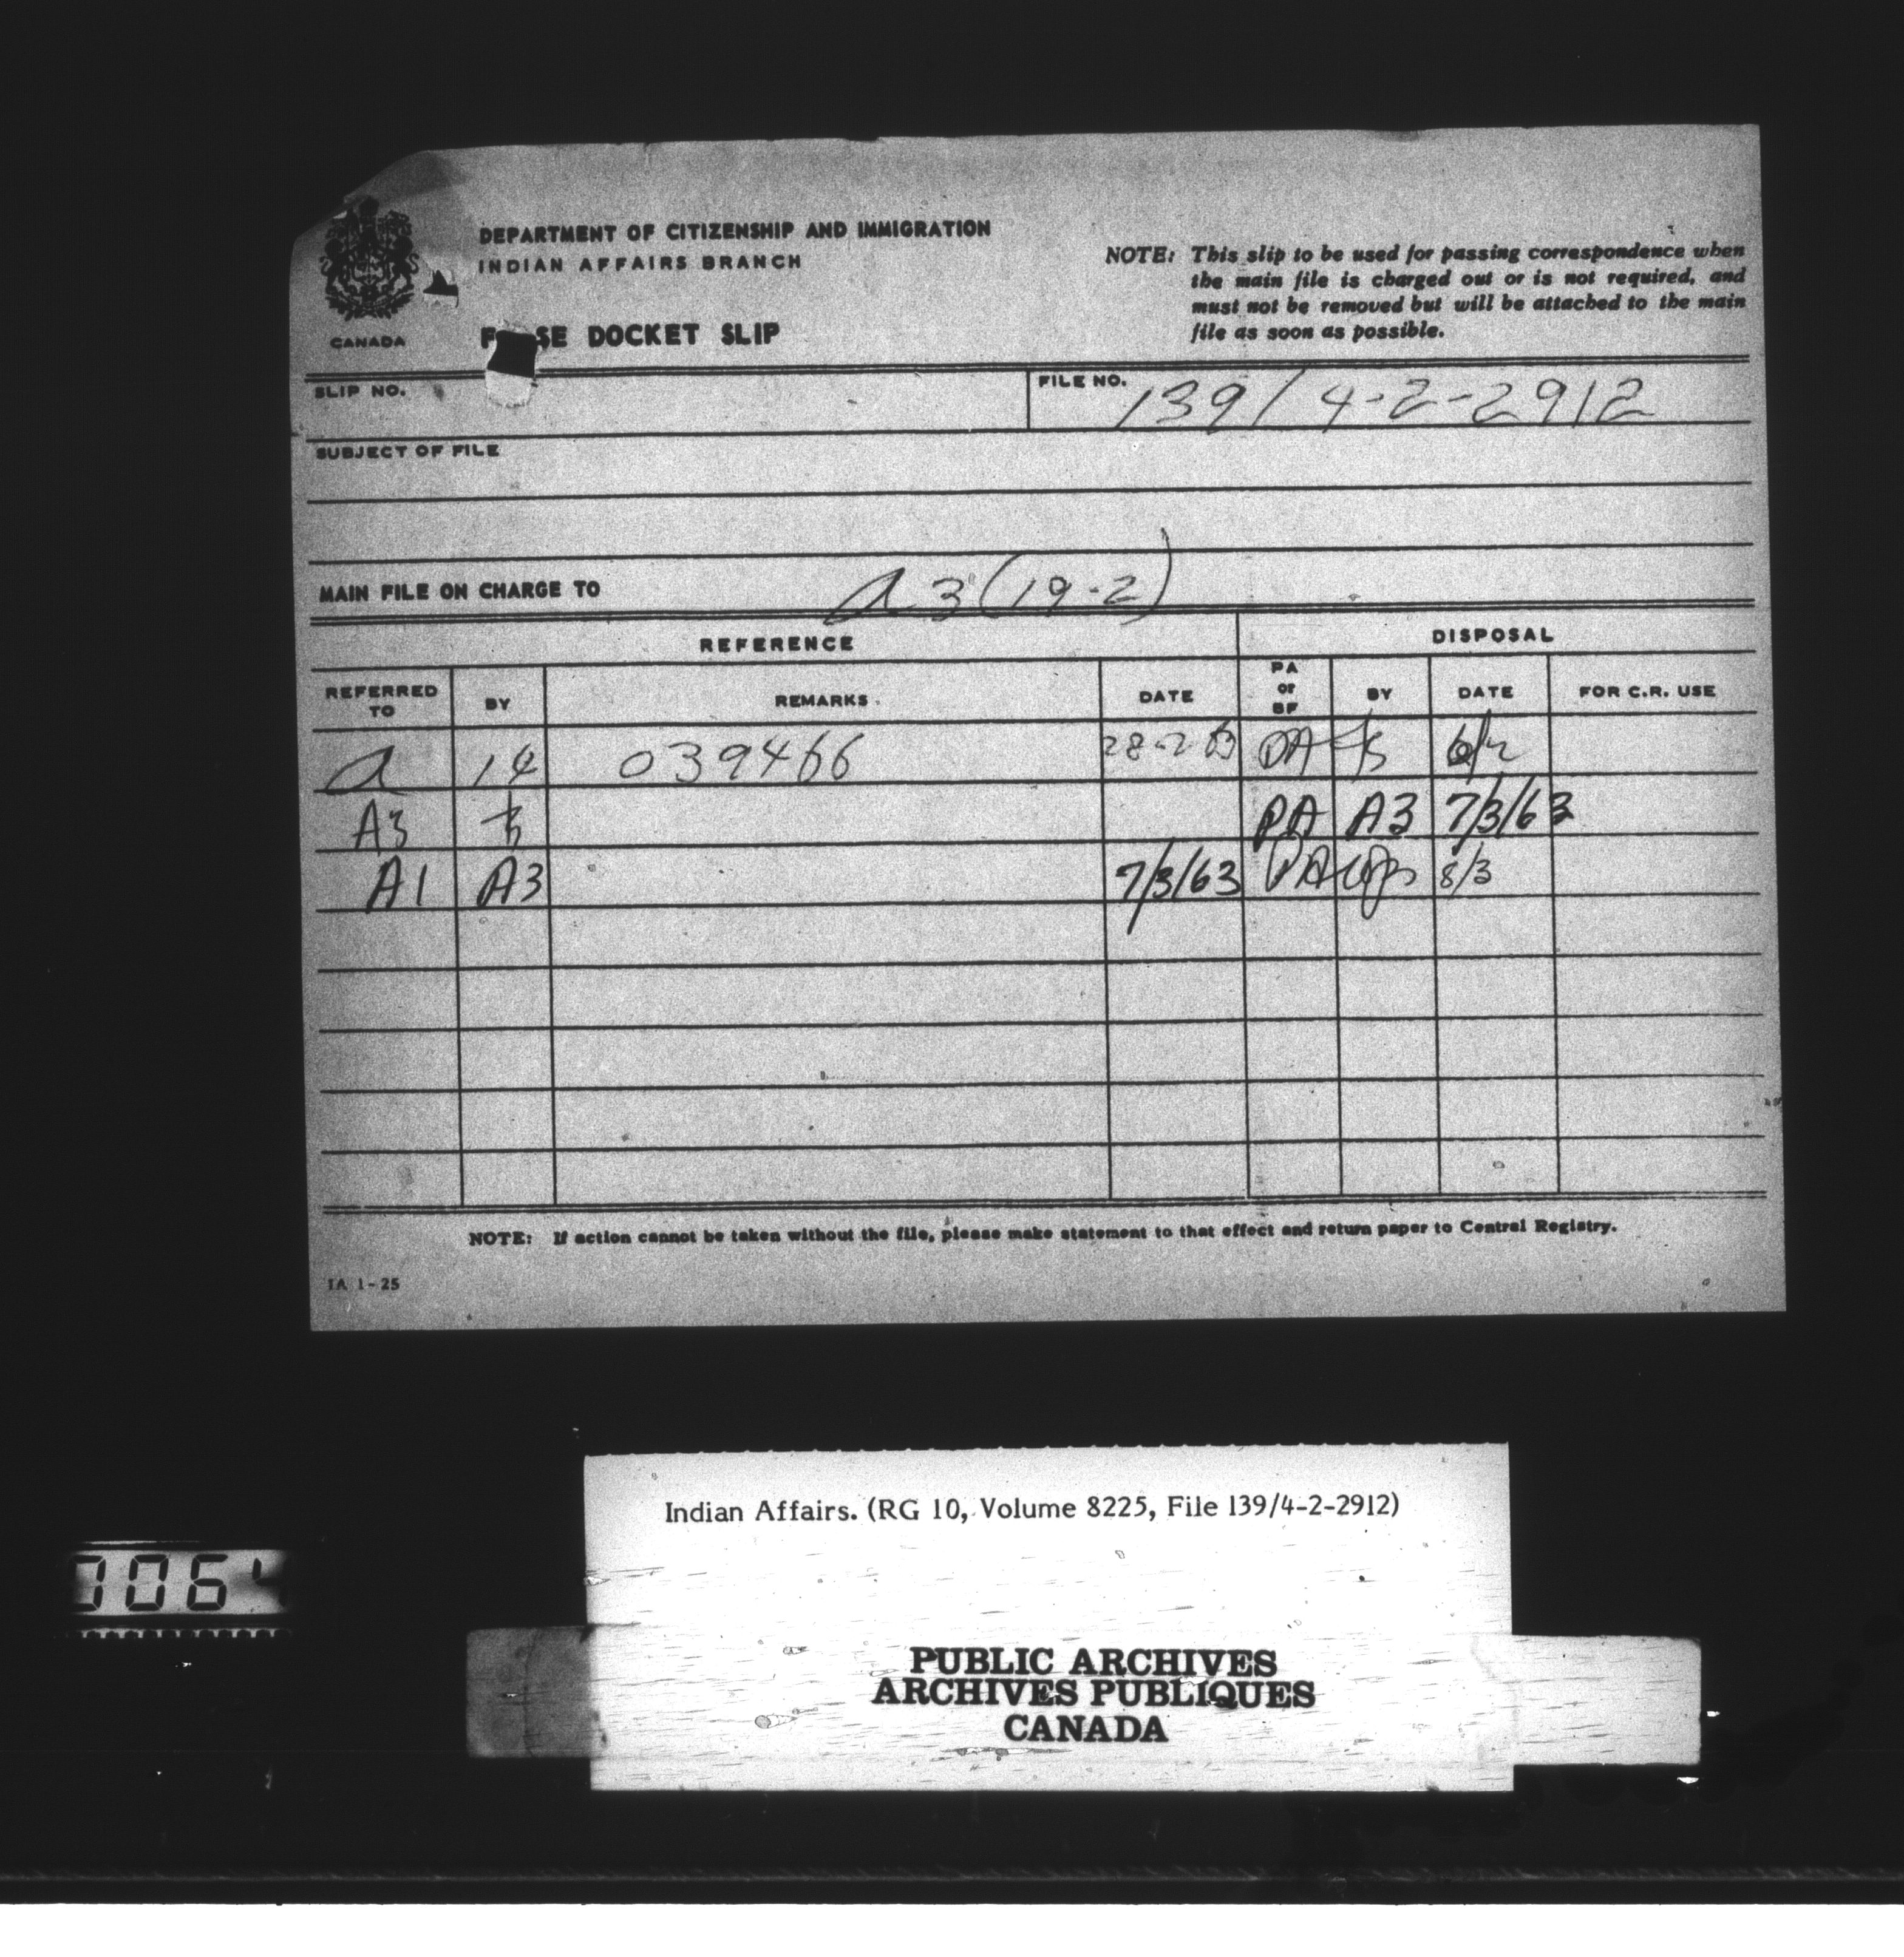 DEPARTMENT OF CITIZENSHIP AND IMMIGRATION
INDIAN AFFAIRS BRANCH
CANADA
F SE DOCKET SLIP
NOTE: This slip to be used for passing correspondence when
the main file is charged out or is not required, and
must not be removed but will be attached to the main
file as soon as possible.
SLIP NO.
FILE NO. 139/4-2-2912
SUBJECT OF FILE
MAIN FILE ON CHARGE TO A3(19-2)
REFERENCE DISPOSAL
REFERRED TO BY REMARKS DATE PA or BF BY DATE FOR C.R. USE
a 14 039466 28-2-63 PA
A3 PA A3 7/3/63
A1 A3 7/3/63 PA 8/3
NOTE: If action cannot be taken without the file, please make statement to that effect and return paper to Central Registry.
IA 1-25
Indian Affairs. (RG 10, Volume 8225, File 139/4-2-2912)
PUBLIC ARCHIVES
ARCHIVES PUBLIQUES
CANADA